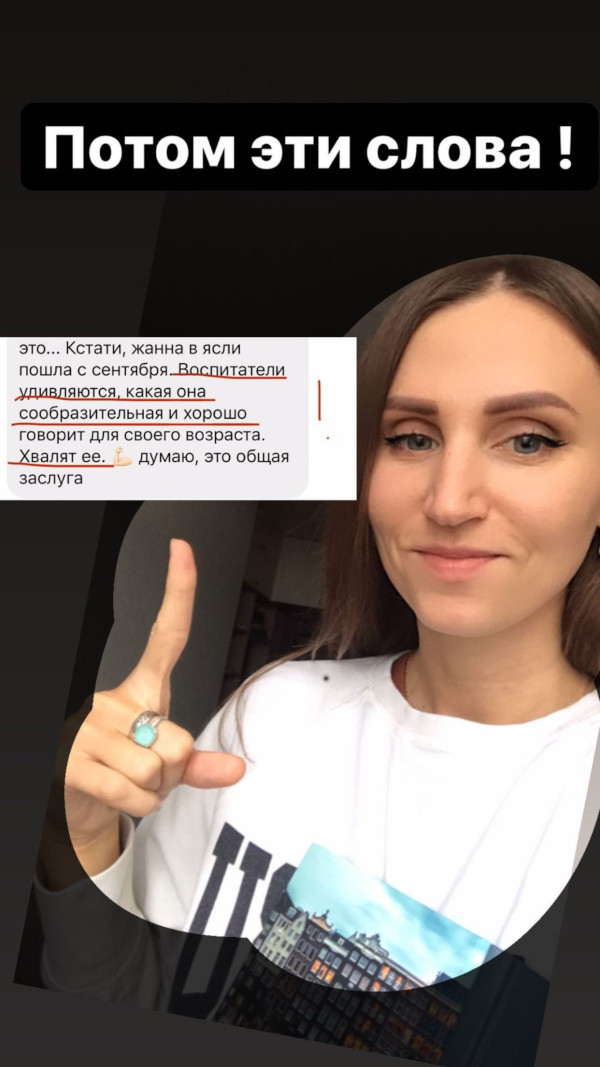 Потом эти слова !
это... Кстати, жанна в ясли
пошла с сентября. Воспитатели
удивляются, какая она
сообразительная и хорошо
говорит для своего возраста.
Хвалят ее. 💪🏻 думаю, это общая
заслуга